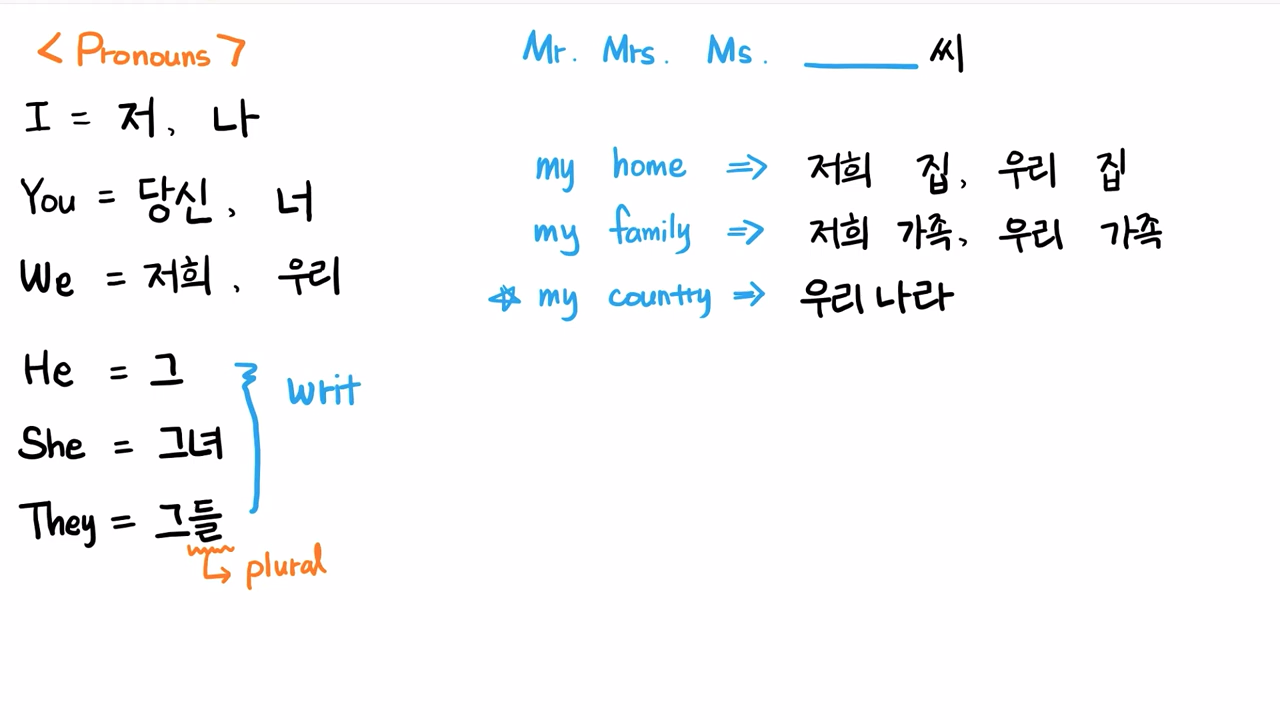 < Pronouns >
I = 저, 나
You = 당신, 너
We = 저희, 우리
He = 그
She = 그녀
They = 그들
writ
↳ plural
Mr. Mrs. Ms. ______ 씨
my home ⇒ 저희 집, 우리 집
my family ⇒ 저희 가족, 우리 가족
☆ my country ⇒ 우리나라